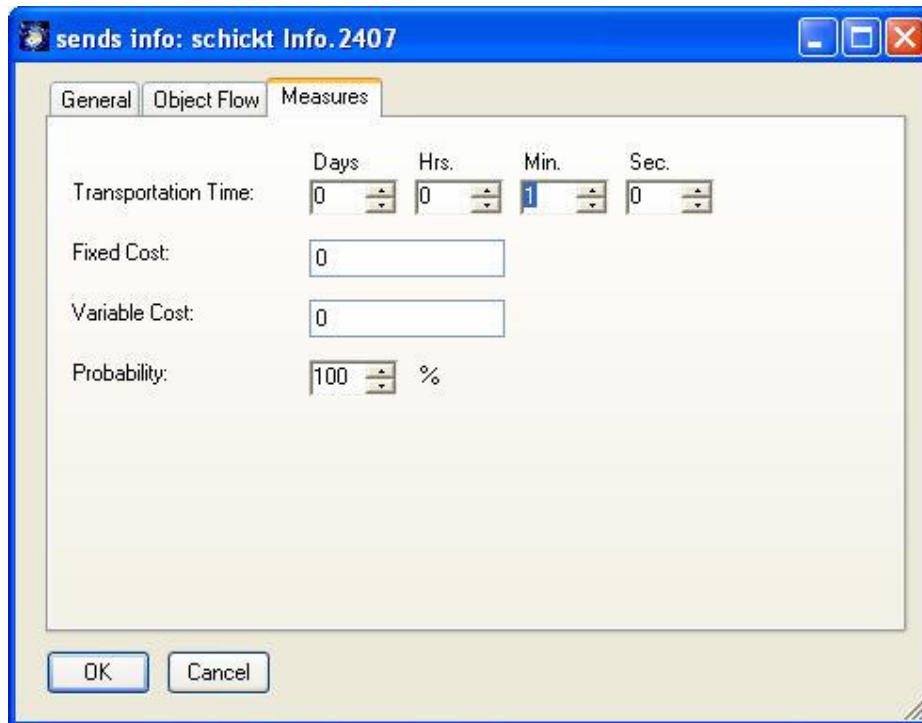 sends info: schickt Info.2407
General Object Flow Measures
Days Hrs. Min. Sec.
Transportation Time: 0 0 1 0
Fixed Cost: 0
Variable Cost: 0
Probability: 100 %
OK Cancel